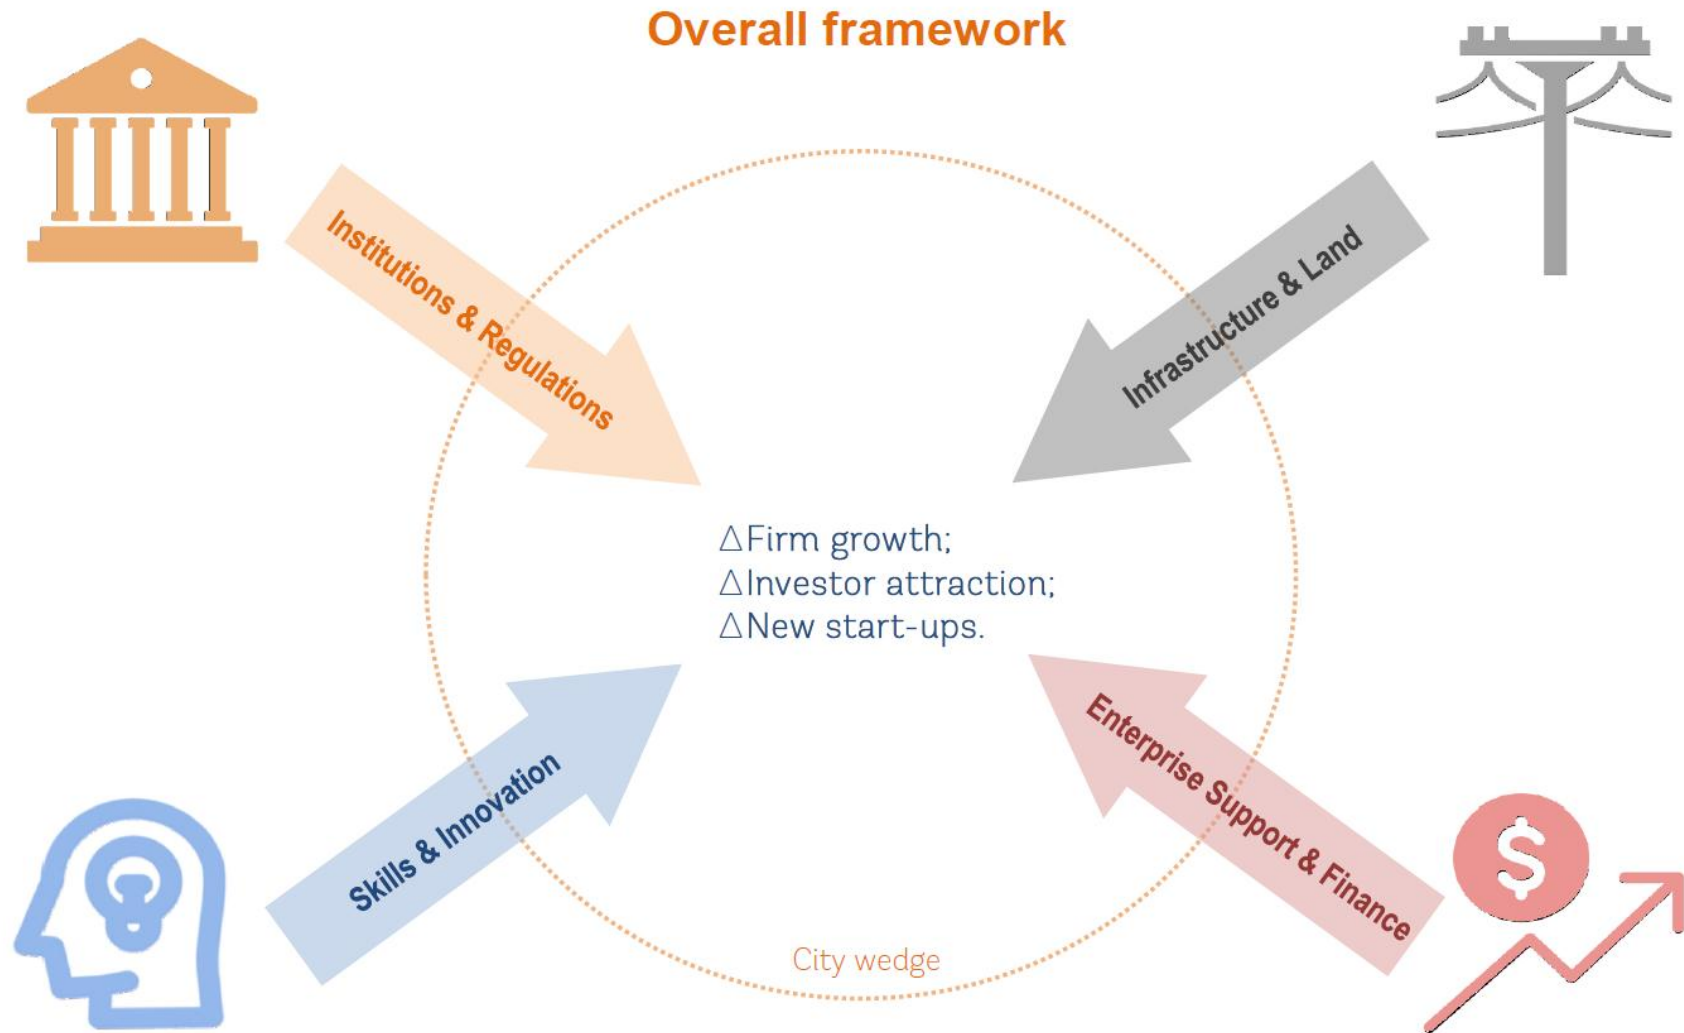 Overall framework
Institutions & Regulations
Infrastructure & Land
△Firm growth;
△Investor attraction;
△New start-ups.
Skills & Innovation
Enterprise Support & Finance
$
City wedge